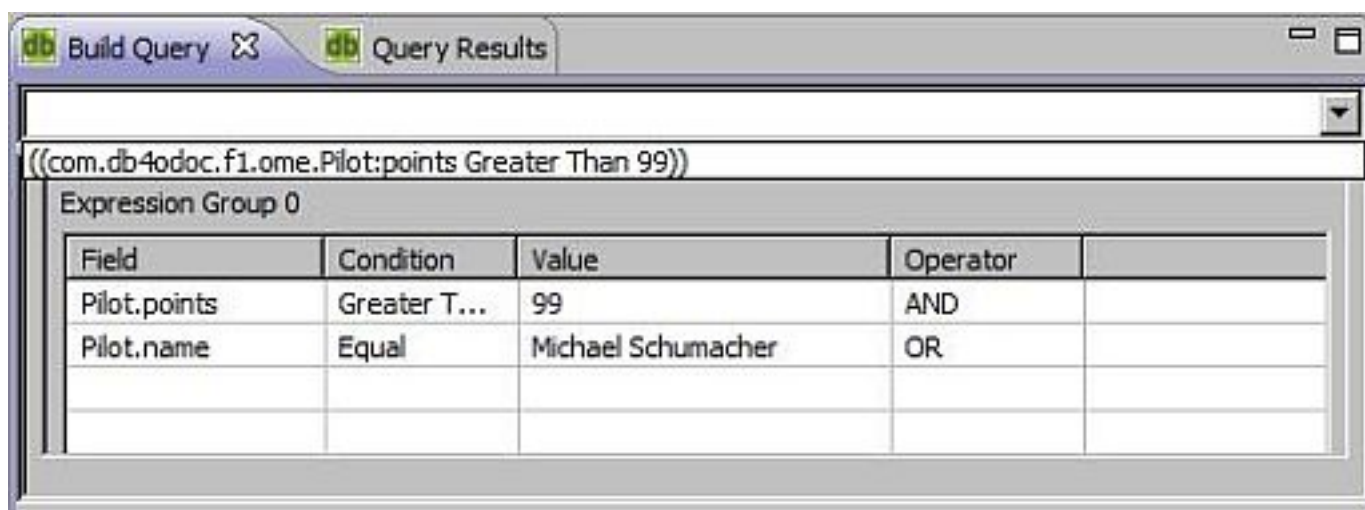 db Build Query db Query Results
((com.db4odoc.f1.ome.Pilot:points Greater Than 99))
Expression Group 0
Field Condition Value Operator
Pilot.points Greater T... 99 AND
Pilot.name Equal Michael Schumacher OR